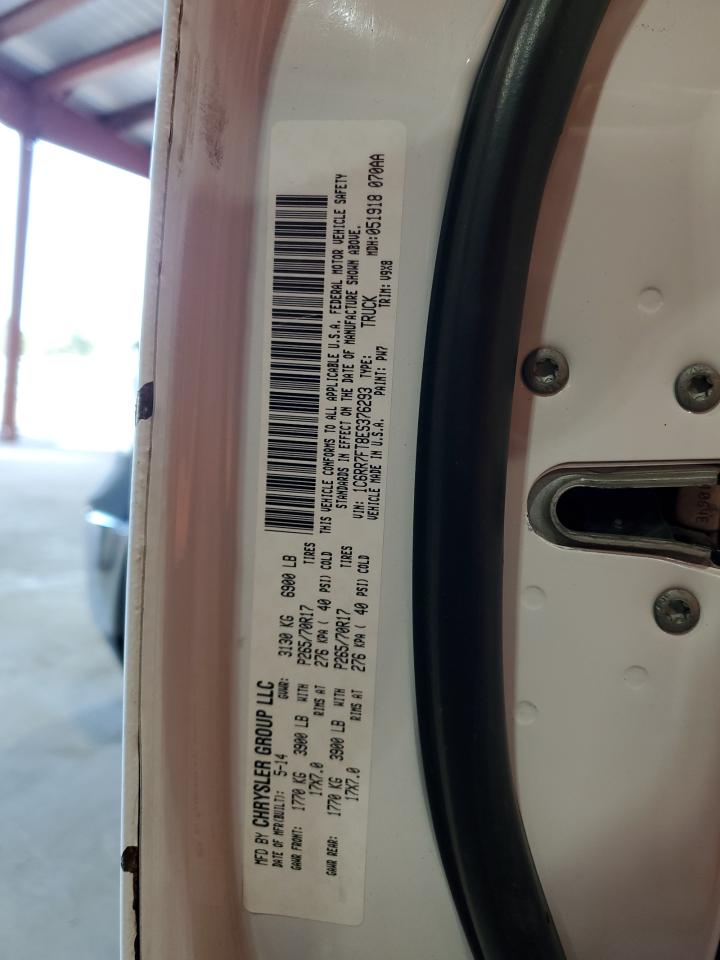 MFD BY CHRYSLER GROUP LLC
DATE OF MFR(BUILT): 5-14 GVWR: 3130 KG 6900 LB
GAWR FRONT: 1770 KG 3900 LB WITH P265/70R17 TIRES
17X7.0 RIMS AT 276 KPA ( 40 PSI) COLD
GAWR REAR: 1770 KG 3900 LB WITH P265/70R17 TIRES
17X7.0 RIMS AT 276 KPA ( 40 PSI) COLD
THIS VEHICLE CONFORMS TO ALL APPLICABLE U.S.A. FEDERAL MOTOR VEHICLE SAFETY
STANDARDS IN EFFECT ON THE DATE OF MANUFACTURE SHOWN ABOVE.
VIN: 1C6RR7FT8ES376293 TYPE: TRUCK MDH:051918 070AA
VEHICLE MADE IN U.S.A. PAINT: PW7 TRIM: V9X8